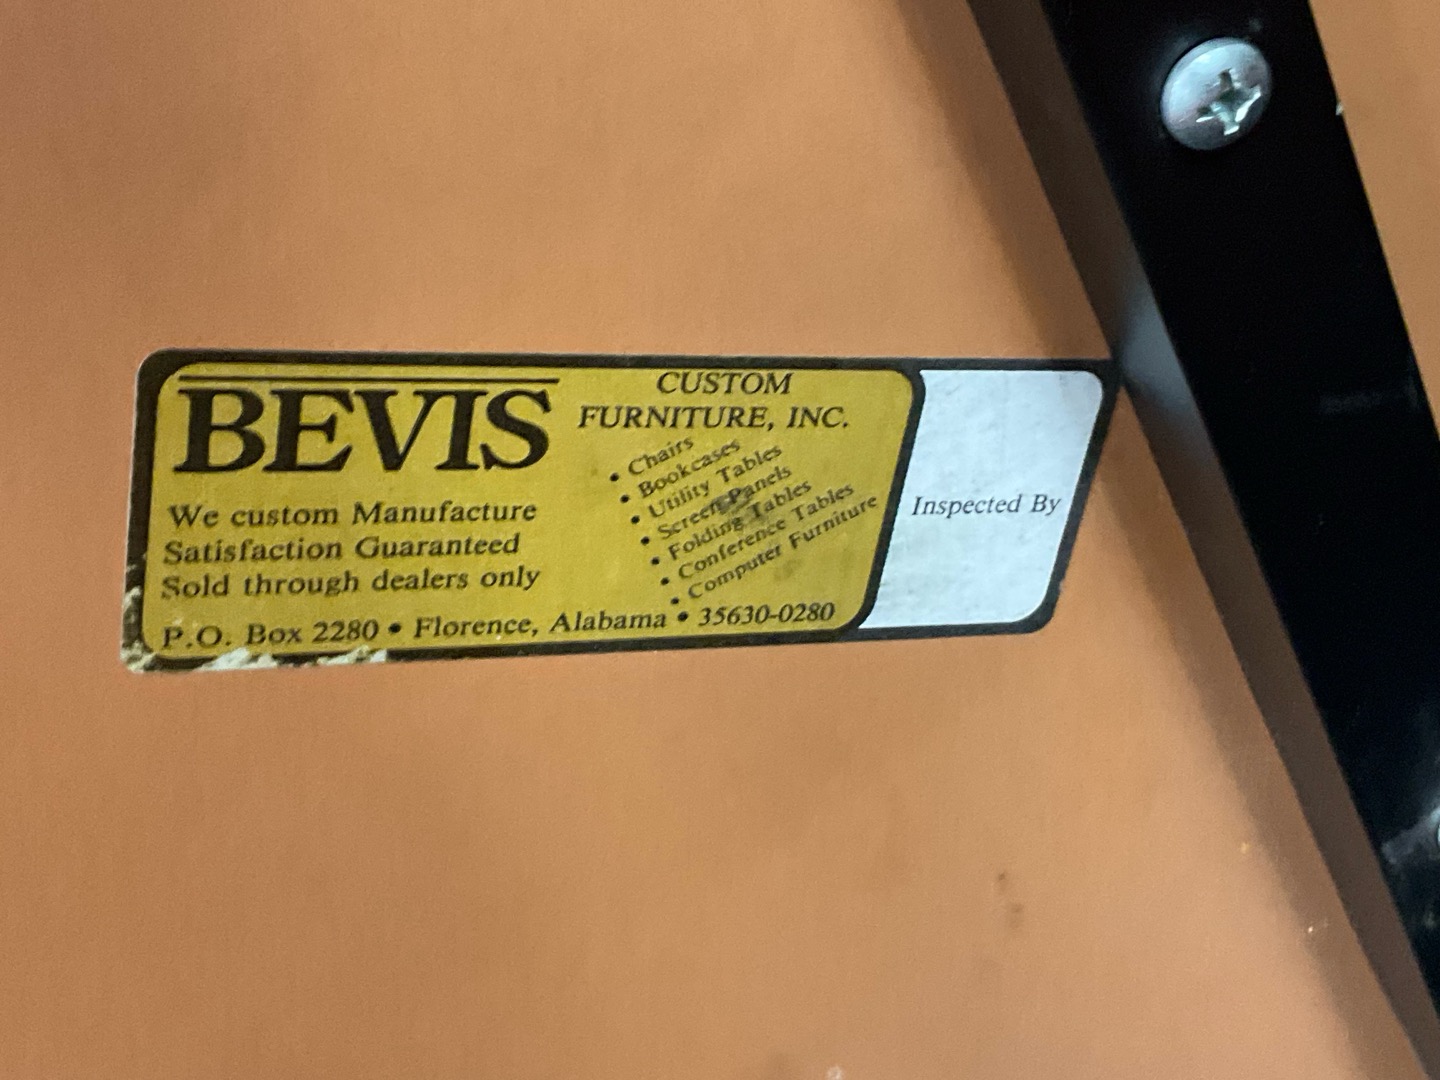 BEVIS
CUSTOM
FURNITURE, INC.
• Chairs
• Bookcases
• Utility Tables
• Screen Panels
• Folding Tables
• Conference Tables
• Computer Furniture
We custom Manufacture
Satisfaction Guaranteed
Sold through dealers only
P.O. Box 2280 • Florence, Alabama • 35630-0280
Inspected By